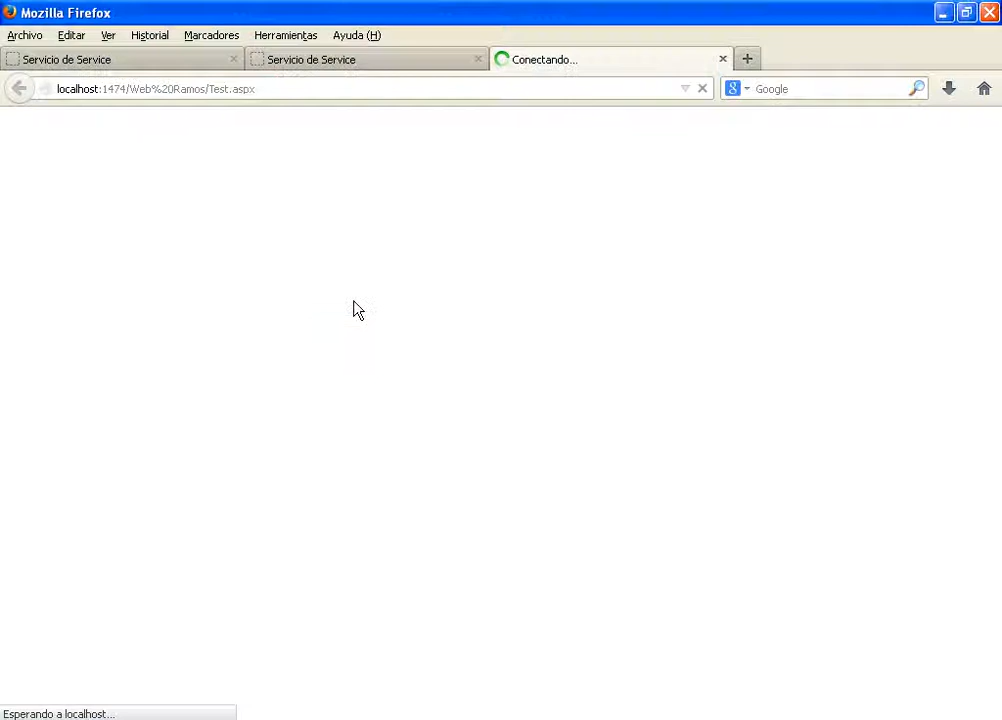 Mozilla Firefox
Archivo Editar Ver Historial Marcadores Herramientas Ayuda (H)
Servicio de Service Servicio de Service Conectando...
localhost:1474/Web%20Ramos/Test.aspx Google
Esperando a localhost...